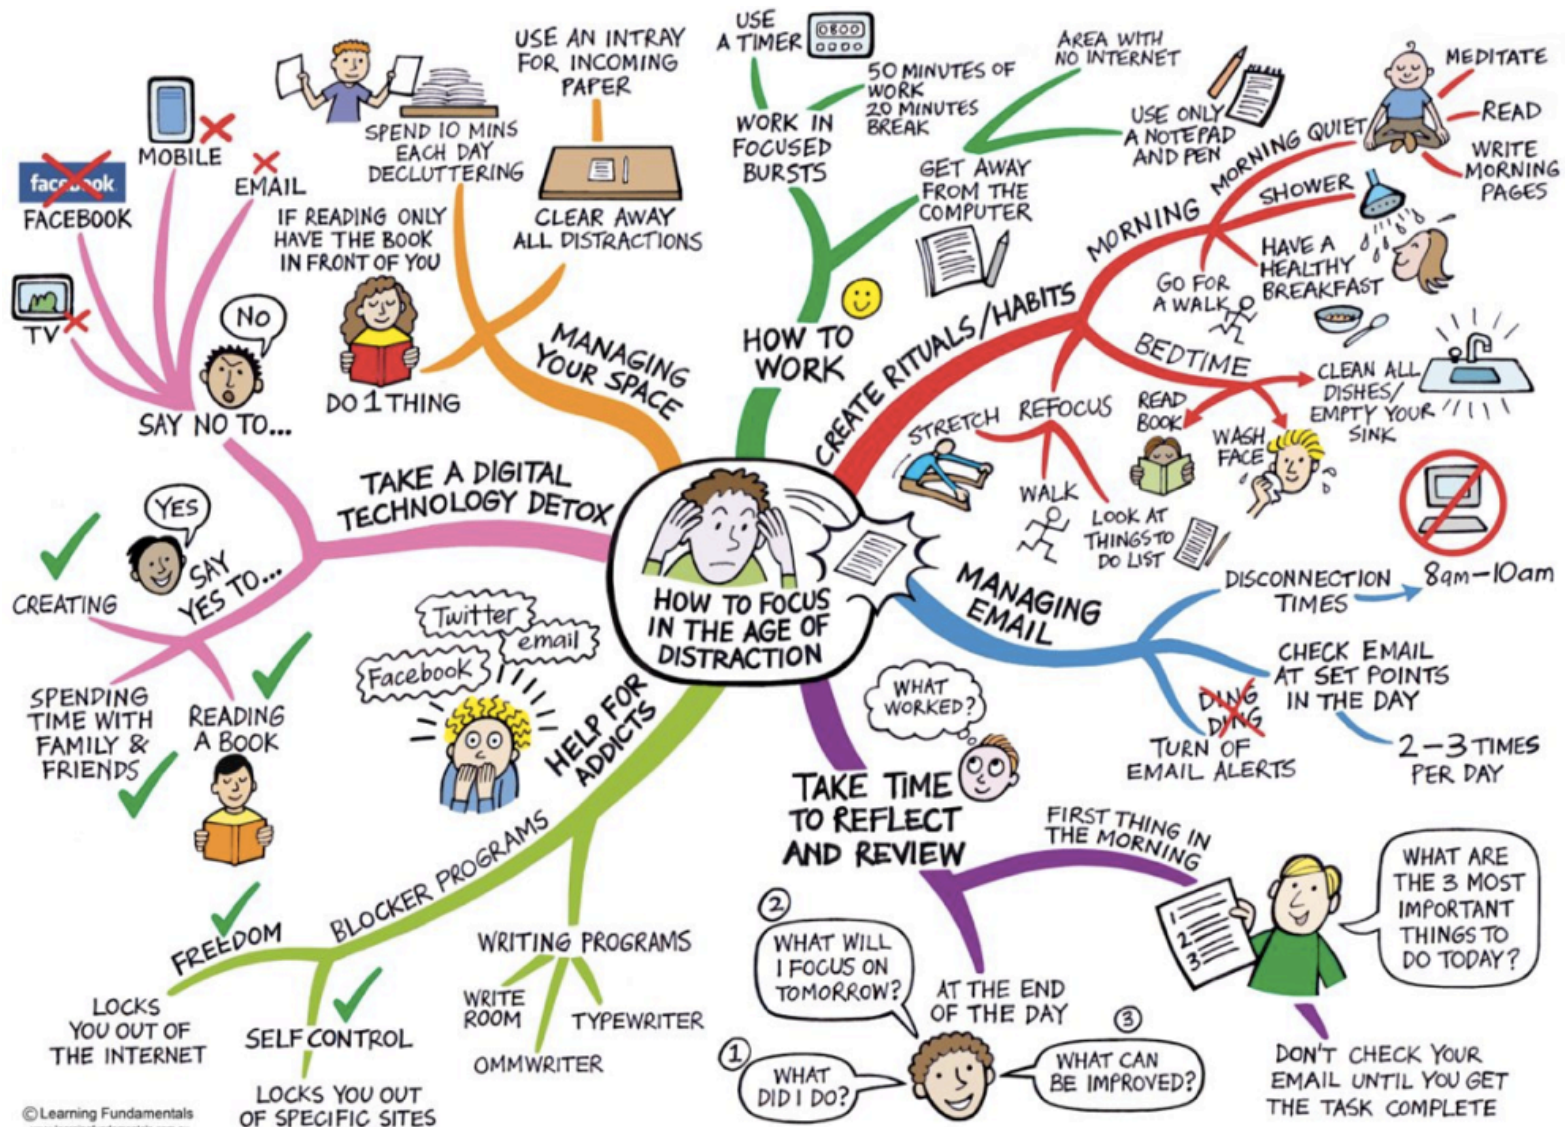 HOW TO FOCUS
IN THE AGE OF
DISTRACTION
HOW TO
WORK
WORK IN
FOCUSED
BURSTS
USE
A TIMER
0800
50 MINUTES OF
WORK
20 MINUTES
BREAK
GET AWAY
FROM THE
COMPUTER
AREA WITH
NO INTERNET
USE ONLY
A NOTEPAD
AND PEN
CREATE RITUALS/HABITS
MORNING
MORNING QUIET
MEDITATE
READ
WRITE
MORNING
PAGES
SHOWER
HAVE A
HEALTHY
BREAKFAST
GO FOR
A WALK
BEDTIME
CLEAN ALL
DISHES/
EMPTY YOUR
SINK
READ
BOOK
WASH
FACE
REFOCUS
STRETCH
WALK
LOOK AT
THINGS TO
DO LIST
MANAGING
EMAIL
DISCONNECTION
TIMES
8am-10am
CHECK EMAIL
AT SET POINTS
IN THE DAY
2-3 TIMES
PER DAY
DING
DING
TURN OF
EMAIL ALERTS
TAKE TIME
TO REFLECT
AND REVIEW
WHAT
WORKED?
FIRST THING IN
THE MORNING
1
2
3
WHAT ARE
THE 3 MOST
IMPORTANT
THINGS TO
DO TODAY?
DON'T CHECK YOUR
EMAIL UNTIL YOU GET
THE TASK COMPLETE
AT THE END
OF THE DAY
1
WHAT
DID I DO?
2
WHAT WILL
I FOCUS ON
TOMORROW?
3
WHAT CAN
BE IMPROVED?
HELP FOR
ADDICTS
Twitter
email
Facebook
BLOCKER PROGRAMS
FREEDOM
LOCKS
YOU OUT OF
THE INTERNET
SELF CONTROL
LOCKS YOU OUT
OF SPECIFIC SITES
WRITING PROGRAMS
WRITE
ROOM
OMMWRITER
TYPEWRITER
TAKE A DIGITAL
TECHNOLOGY DETOX
SAY NO TO...
NO
TV
facebook
FACEBOOK
MOBILE
EMAIL
SAY
YES TO...
YES
CREATING
SPENDING
TIME WITH
FAMILY &
FRIENDS
READING
A BOOK
MANAGING
YOUR SPACE
SPEND 10 MINS
EACH DAY
DECLUTTERING
USE AN INTRAY
FOR INCOMING
PAPER
CLEAR AWAY
ALL DISTRACTIONS
IF READING ONLY
HAVE THE BOOK
IN FRONT OF YOU
DO 1 THING
© Learning Fundamentals